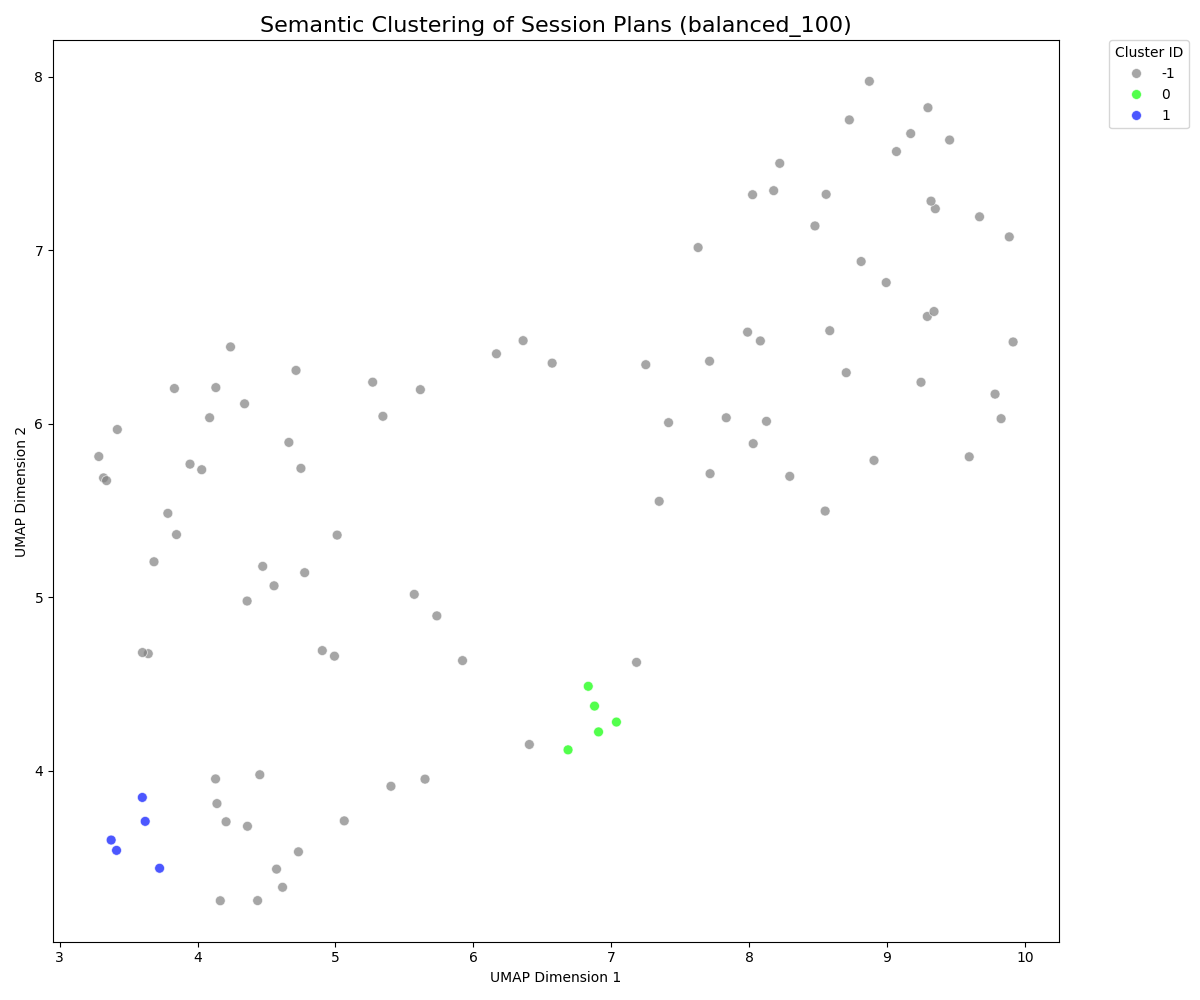 Semantic Clustering of Session Plans (balanced_100)
Cluster ID
-1
0
1
8
7
6
5
4
UMAP Dimension 2
3 4 5 6 7 8 9 10
UMAP Dimension 1